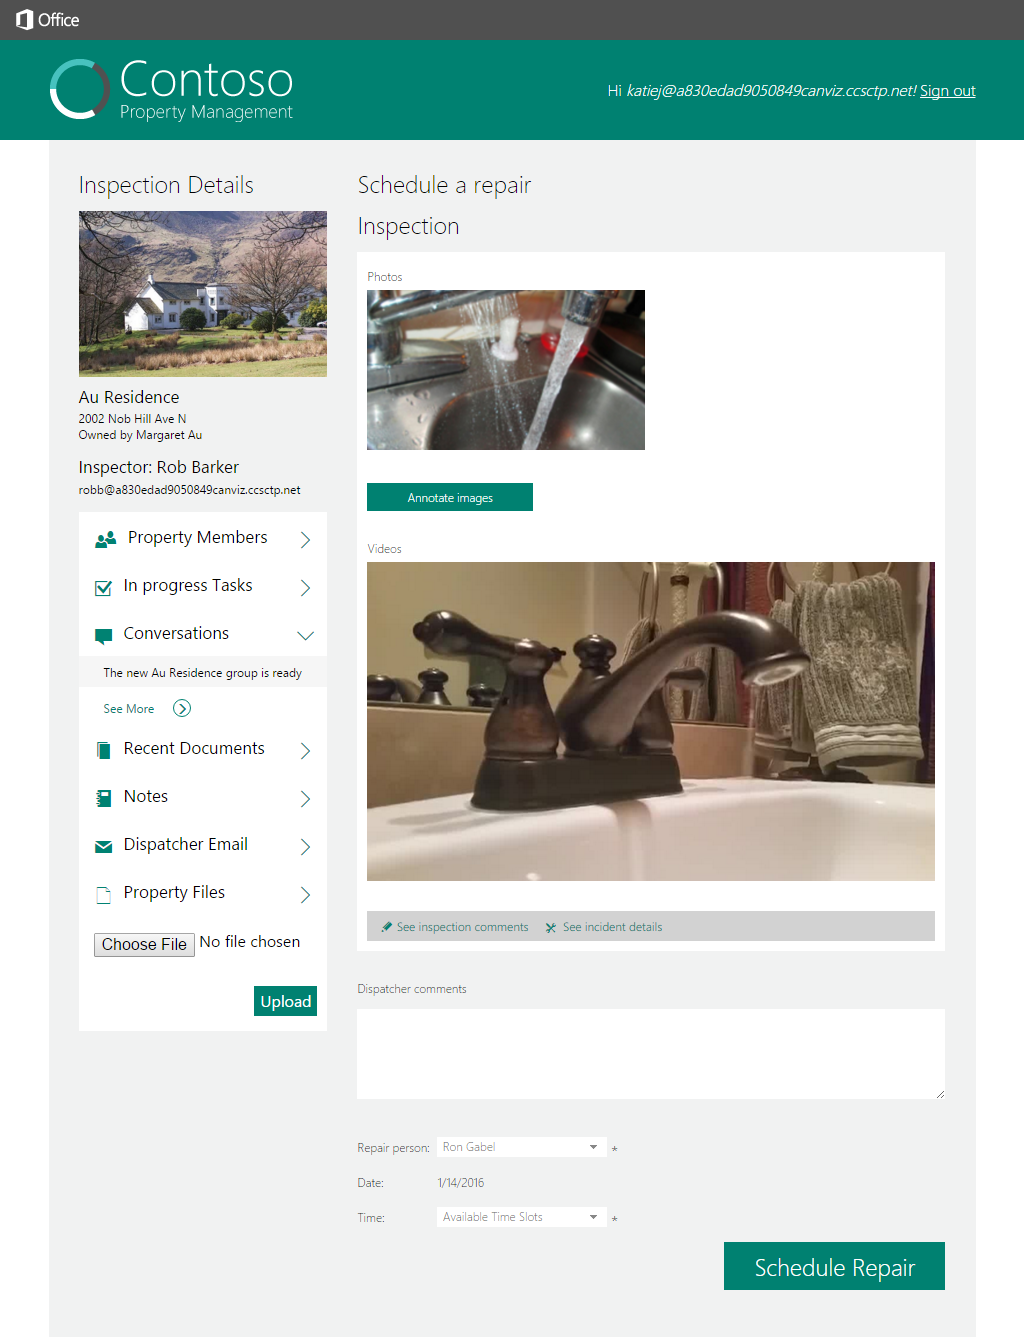 Office
Contoso
Property Management
Hi katiej@a830edad9050849canviz.ccsctp.net! Sign out
Inspection Details
Au Residence
2002 Nob Hill Ave N
Owned by Margaret Au
Inspector: Rob Barker
robb@a830edad9050849canviz.ccsctp.net
Property Members
In progress Tasks
Conversations
The new Au Residence group is ready
See More
Recent Documents
Notes
Dispatcher Email
Property Files
Choose File No file chosen
Upload
Schedule a repair
Inspection
Photos
Annotate images
Videos
See inspection comments See incident details
Dispatcher comments
Repair person: Ron Gabel *
Date: 1/14/2016
Time: Available Time Slots *
Schedule Repair